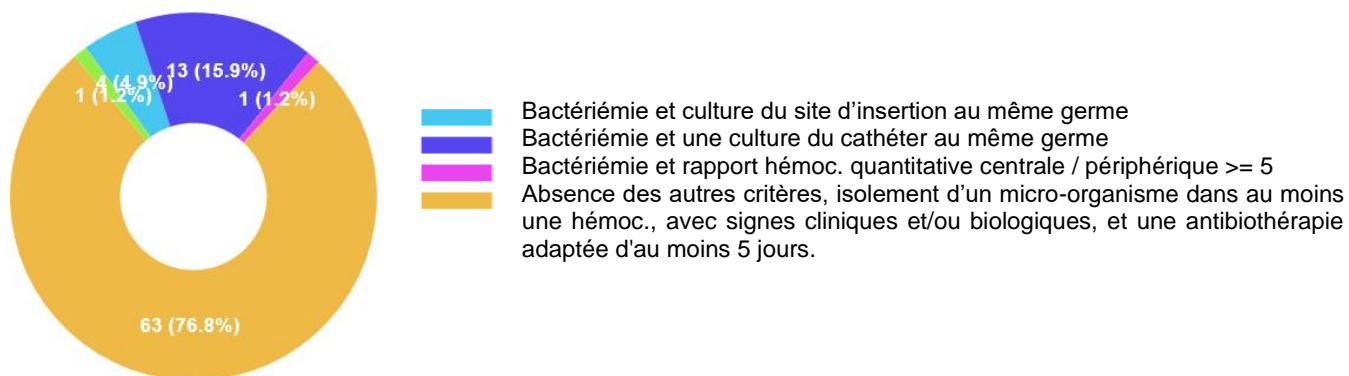 13 (15.9%)
4 (4.9%)
1 (1.2%)
1 (1.2%)
63 (76.8%)
Bactériémie et culture du site d’insertion au même germe
Bactériémie et une culture du cathéter au même germe
Bactériémie et rapport hémoc. quantitative centrale / périphérique >= 5
Absence des autres critères, isolement d’un micro-organisme dans au moins
une hémoc., avec signes cliniques et/ou biologiques, et une antibiothérapie
adaptée d'au moins 5 jours.